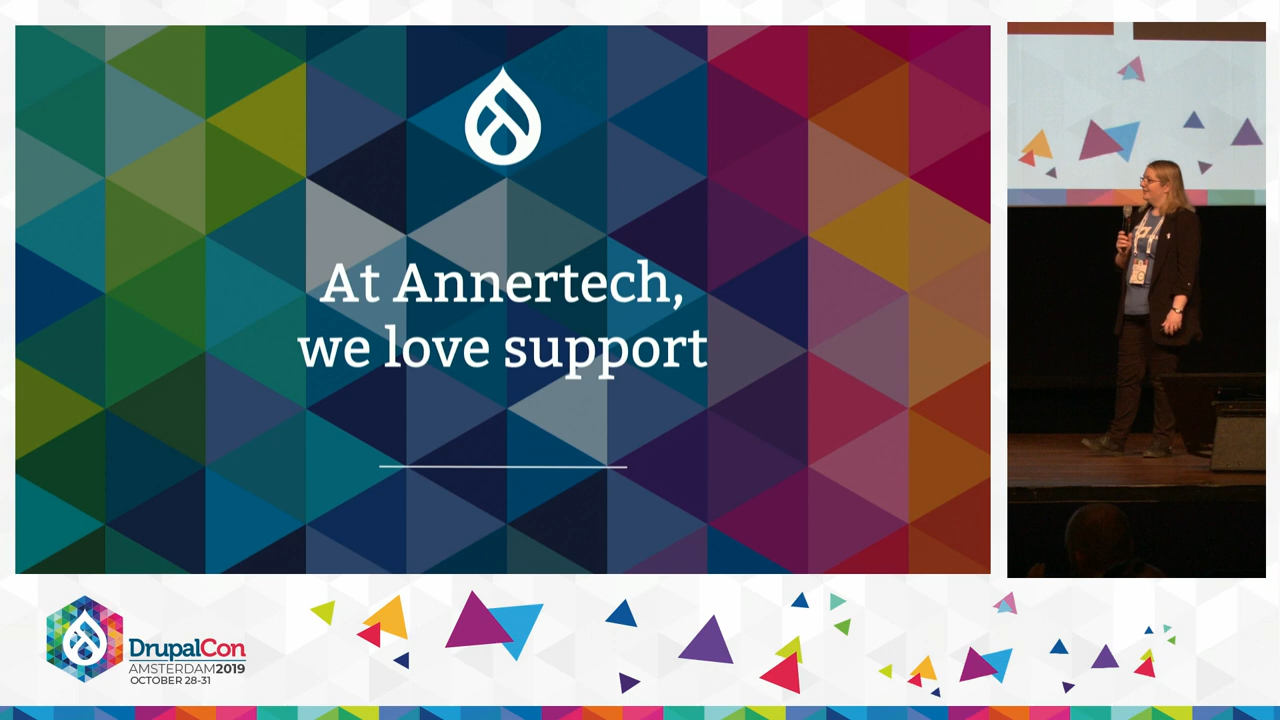 At Annertech,
we love support
DrupalCon
AMSTERDAM2019
OCTOBER 28-31